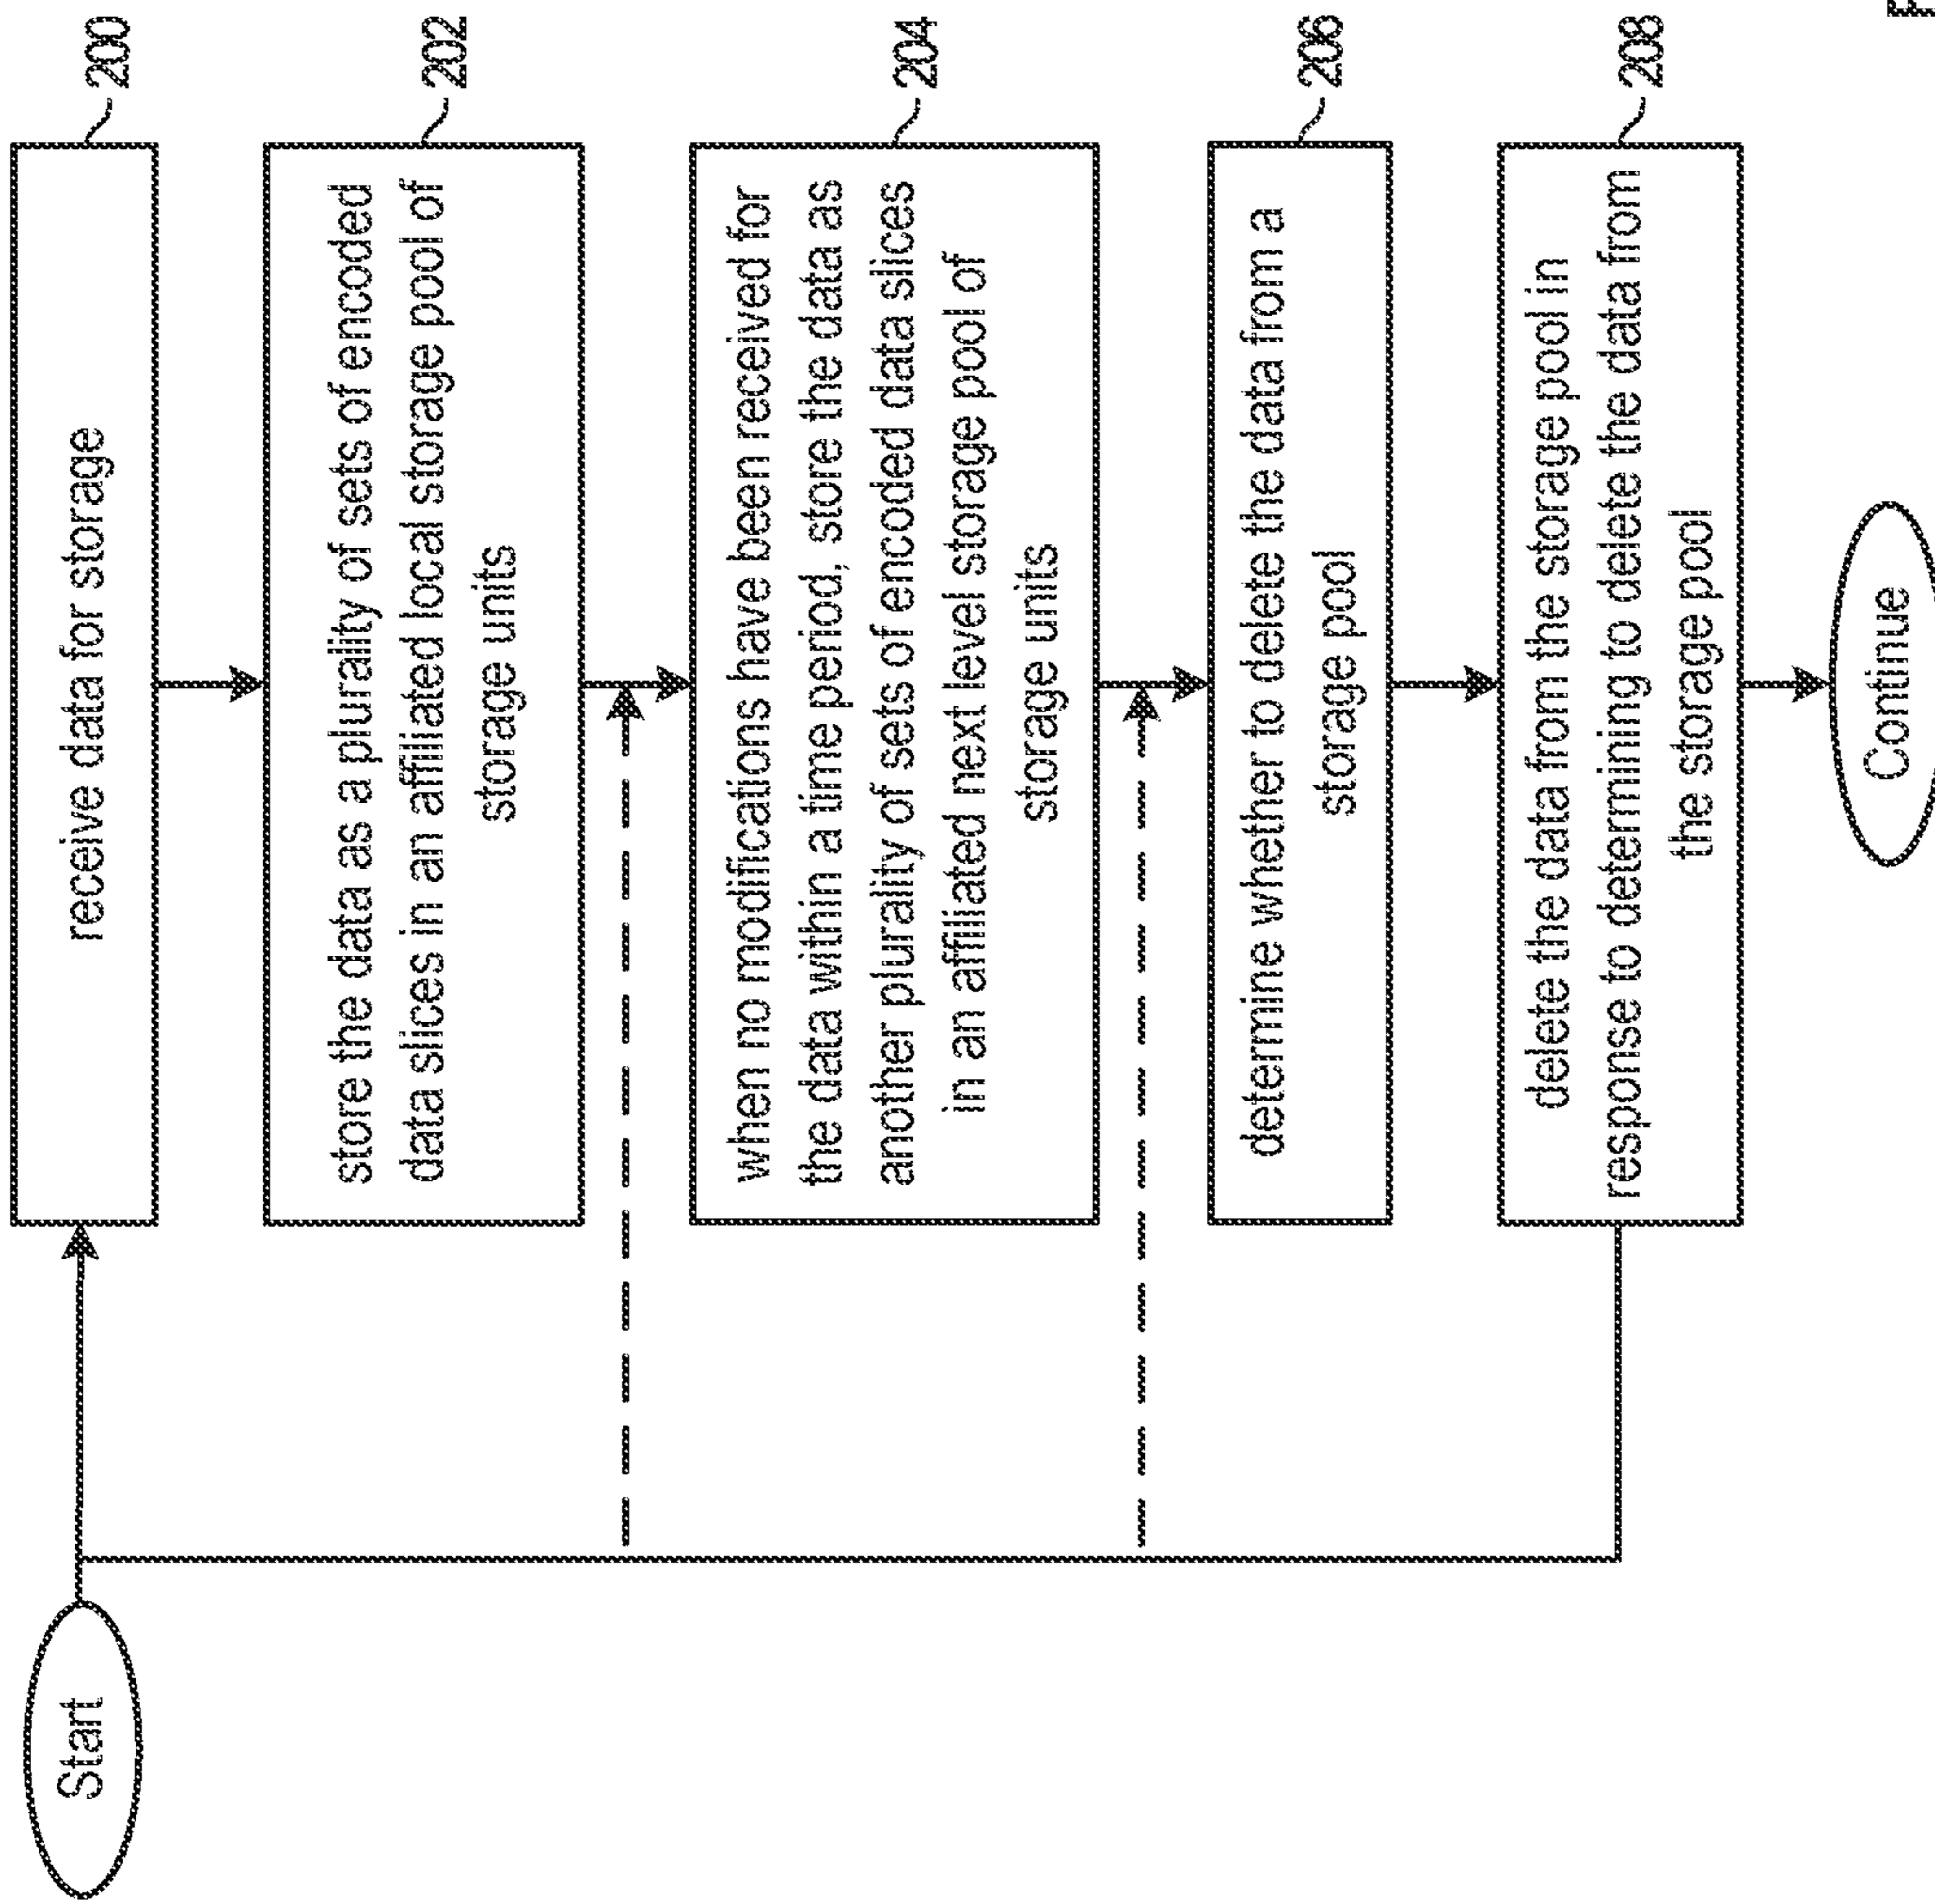 Start
receive data for storage
200
store the data as a plurality of sets of encoded
data slices in an affiliated local storage pool of
storage units
202
when no modifications have been received for
the data within a time period, store the data as
another plurality of sets of encoded data slices
in an affiliated next level storage pool of
storage units
204
determine whether to delete the data from a
storage pool
206
delete the data from the storage pool in
response to determining to delete the data from
the storage pool
208
Continue